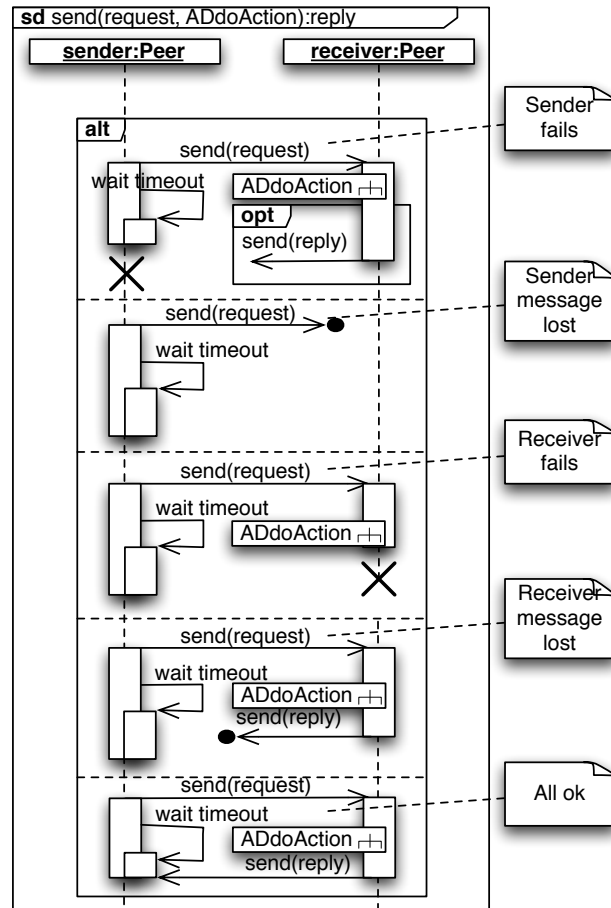 sd send(request, ADdoAction):reply
sender:Peer
receiver:Peer
alt
Sender
fails
send(request)
wait timeout
ADdoAction
opt
send(reply)
Sender
message
lost
send(request)
wait timeout
Receiver
fails
send(request)
wait timeout
ADdoAction
Receiver
message
lost
send(request)
wait timeout
ADdoAction
send(reply)
All ok
send(request)
wait timeout
ADdoAction
send(reply)